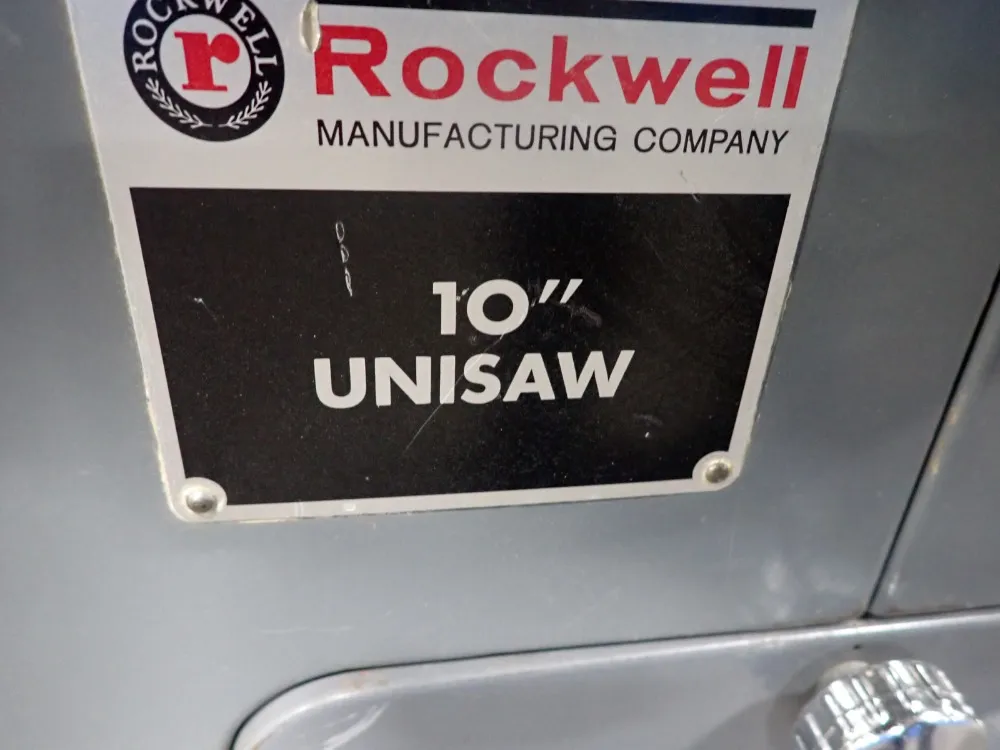 ROCKWELL
r
Rockwell
MANUFACTURING COMPANY
10"
UNISAW